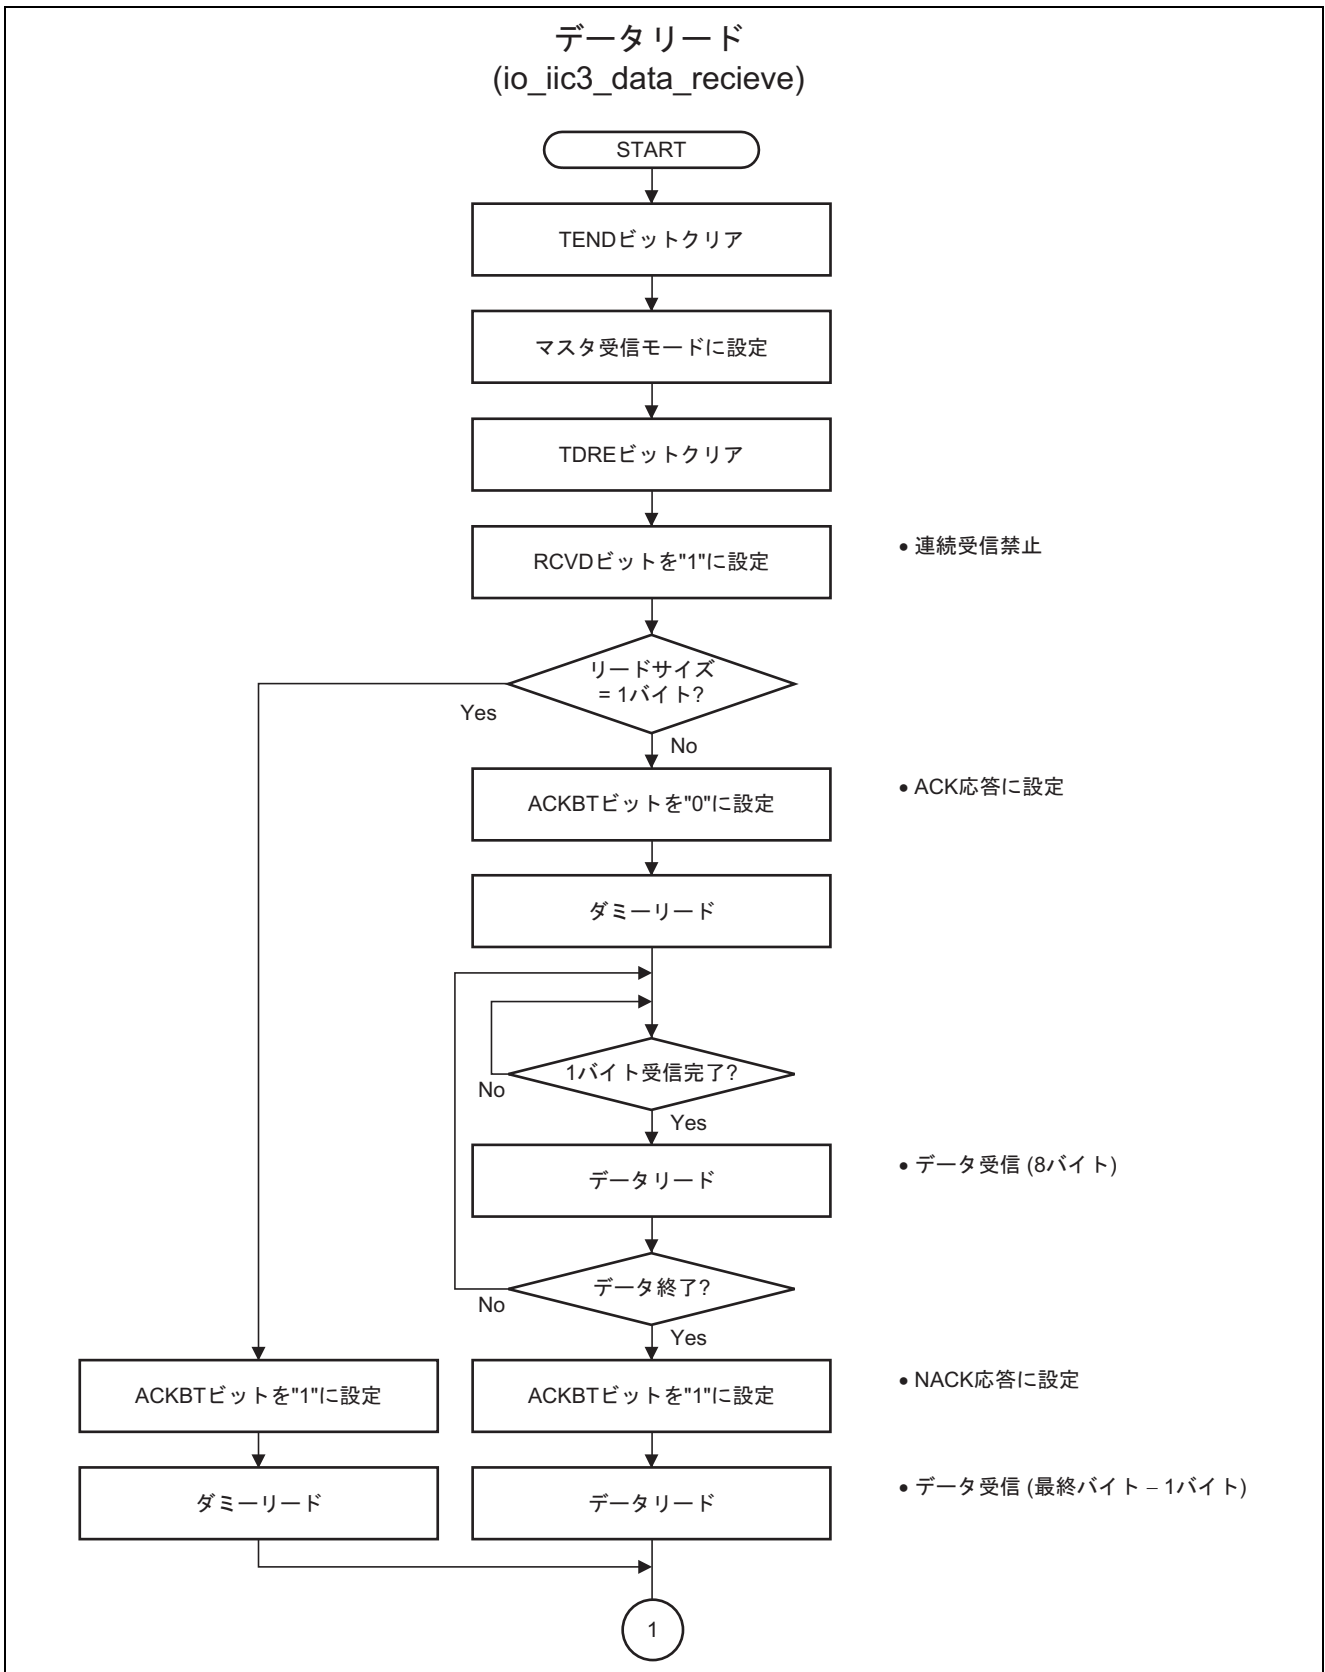 データリード
(io_iic3_data_recieve)
START
TENDビットクリア
マスタ受信モードに設定
TDREビットクリア
RCVDビットを"1"に設定
• 連続受信禁止
リードサイズ
= 1バイト?
Yes
No
ACKBTビットを"0"に設定
• ACK応答に設定
ダミーリード
1バイト受信完了?
No
Yes
データリード
• データ受信 (8バイト)
データ終了?
No
Yes
ACKBTビットを"1"に設定
ACKBTビットを"1"に設定
• NACK応答に設定
ダミーリード
データリード
• データ受信 (最終バイト – 1バイト)
1